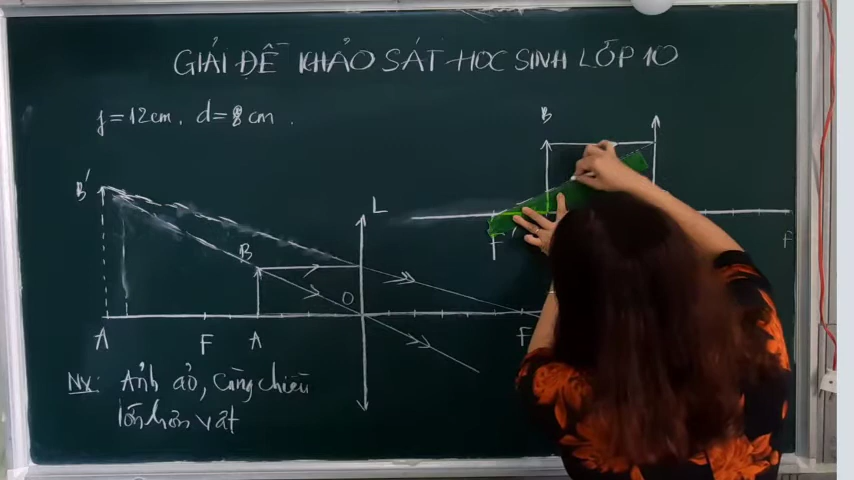 GIẢI ĐỀ KHẢO SÁT HỌC SINH LỚP 10
f = 12cm. d = 8 cm.
B
B'
L
F'
F
B
O
A
F
A
F
NX: Ảnh ảo, cùng chiều
lớn hơn vật